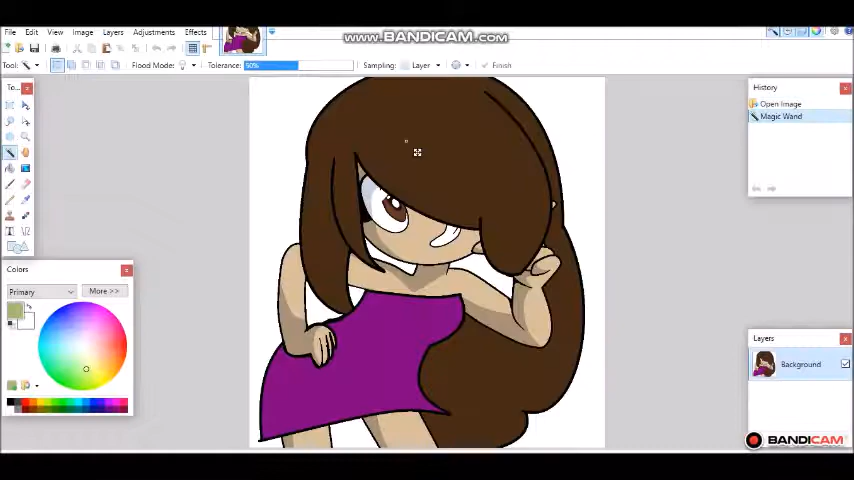 www.BANDICAM.com
File Edit View Image Layers Adjustments Effects
Tool: Flood Mode: Tolerance: 50% Sampling: Layer Finish
To...
History
Open Image
Magic Wand
Colors
Primary More >>
Layers
Background
BANDICAM